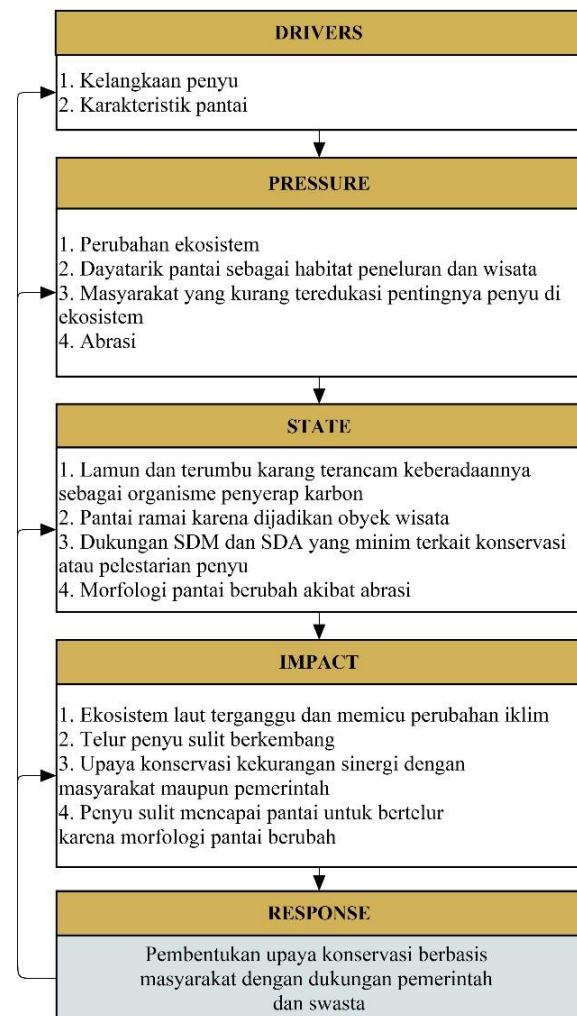 DRIVERS
1. Kelangkaan penyu
2. Karakteristik pantai
PRESSURE
1. Perubahan ekosistem
2. Dayatarik pantai sebagai habitat peneluran dan wisata
3. Masyarakat yang kurang teredukasi pentingnya penyu di
ekosistem
4. Abrasi
STATE
1. Lamun dan terumbu karang terancam keberadaannya
sebagai organisme penyerap karbon
2. Pantai ramai karena dijadikan obyek wisata
3. Dukungan SDM dan SDA yang minim terkait konservasi
atau pelestarian penyu
4. Morfologi pantai berubah akibat abrasi
IMPACT
1. Ekosistem laut terganggu dan memicu perubahan iklim
2. Telur penyu sulit berkembang
3. Upaya konservasi kekurangan sinergi dengan
masyarakat maupun pemerintah
4. Penyu sulit mencapai pantai untuk bertelur
karena morfologi pantai berubah
RESPONSE
Pembentukan upaya konservasi berbasis
masyarakat dengan dukungan pemerintah
dan swasta